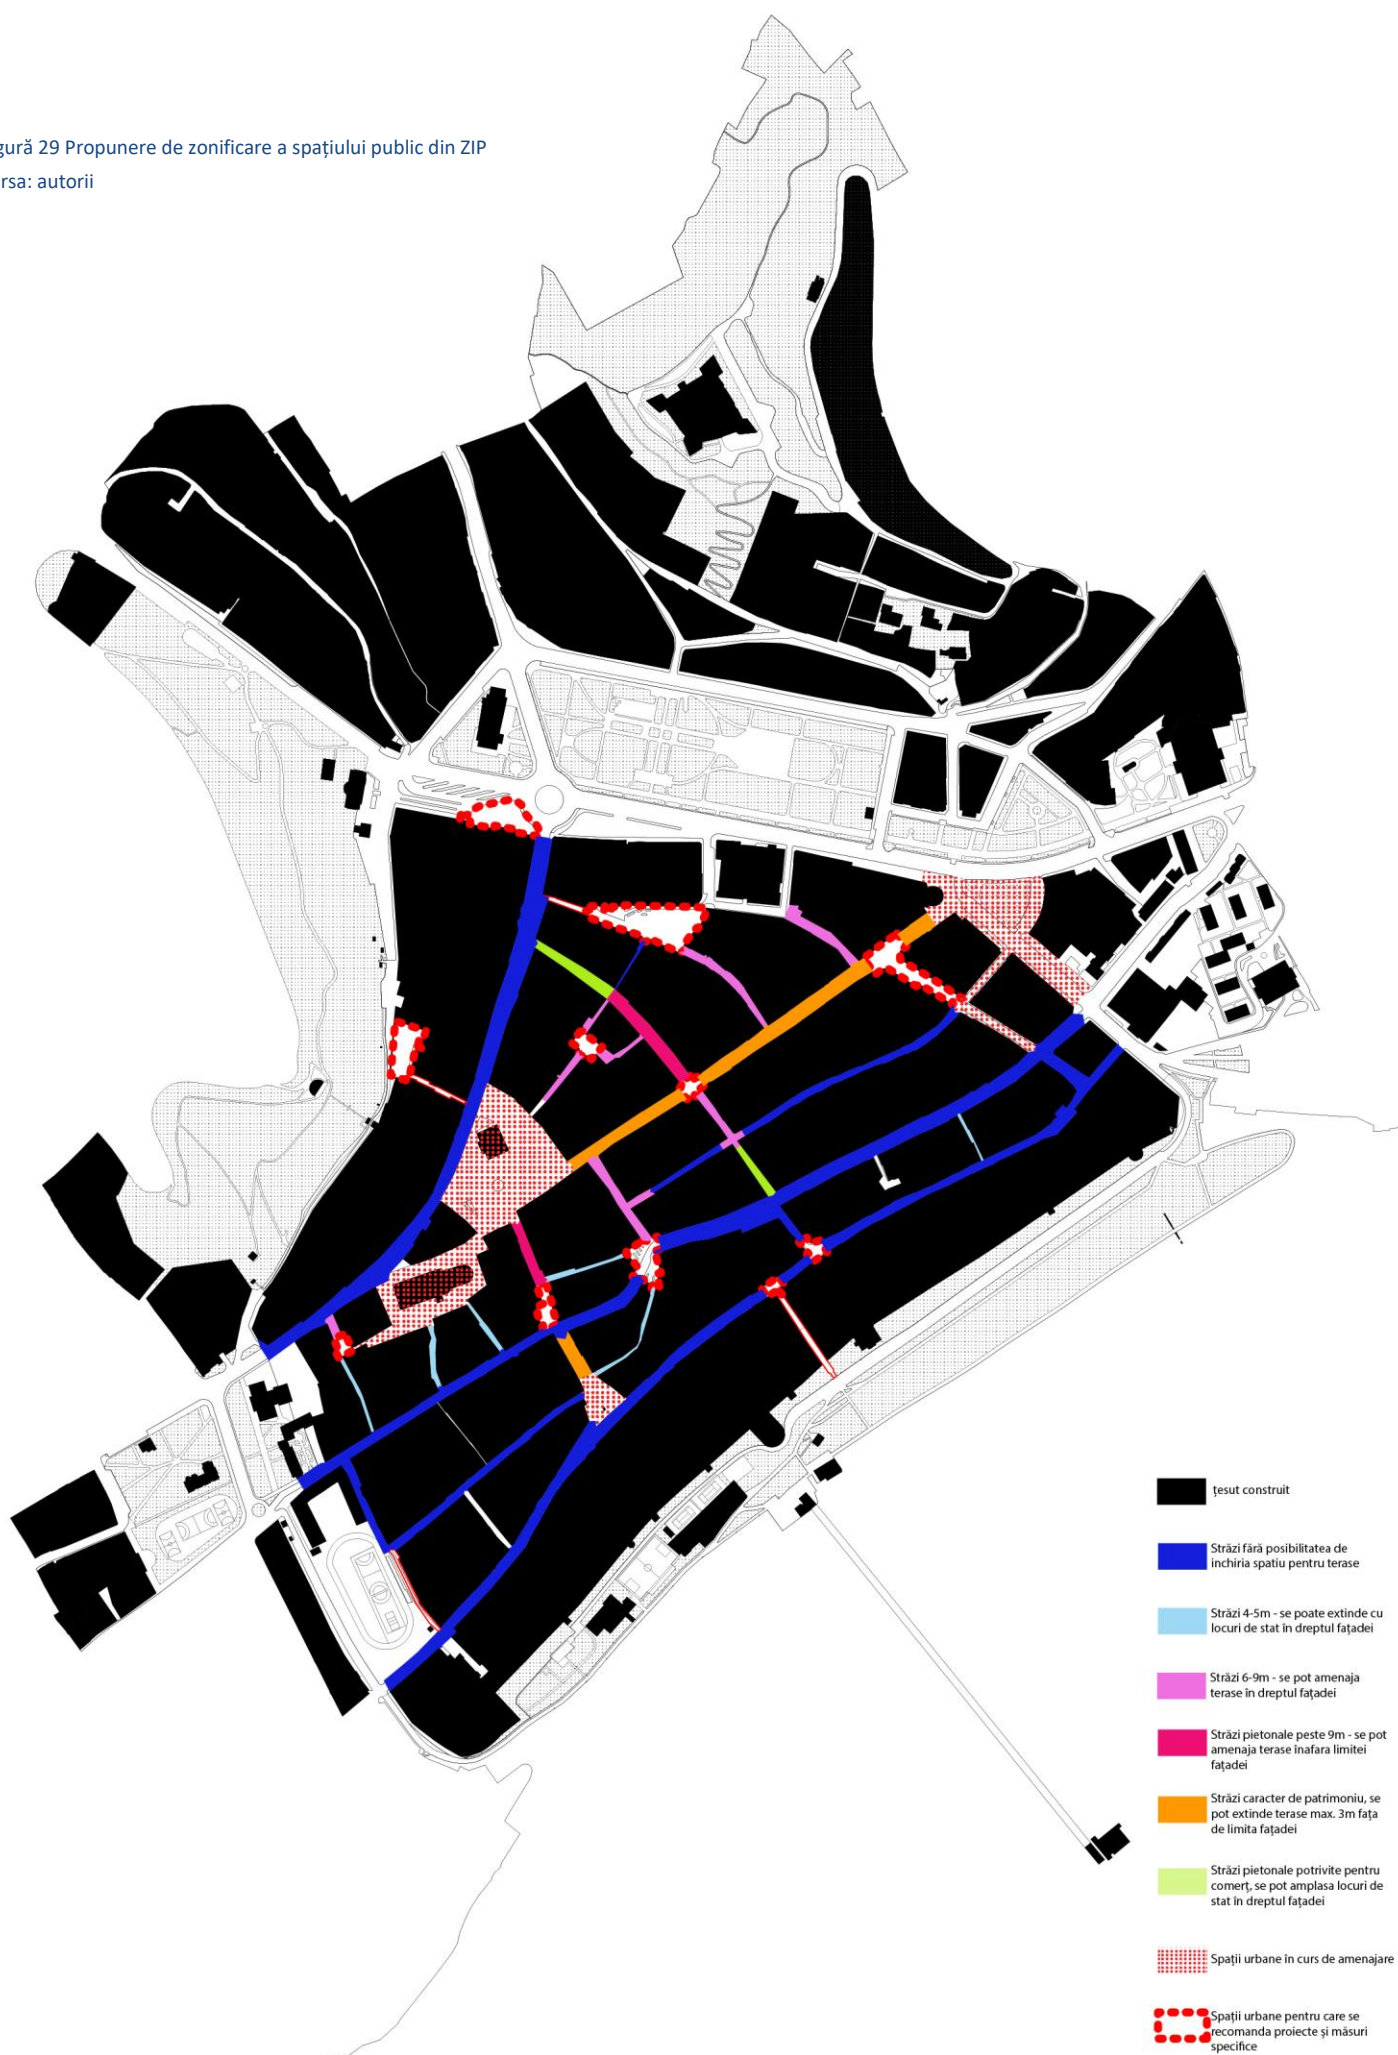 gură 29 Propunere de zonificare a spațiului public din ZIP
rsa: autorii
țesut construit
Străzi fără posibilitatea de
inchiria spatiu pentru terase
Străzi 4-5m - se poate extinde cu
locuri de stat în dreptul fațadei
Străzi 6-9m - se pot amenaja
terase în dreptul fațadei
Străzi pietonale peste 9m - se pot
amenaja terase înafara limitei
fațadei
Străzi caracter de patrimoniu, se
pot extinde terase max. 3m fața
de limita fațadei
Străzi pietonale potrivite pentru
comerț, se pot amplasa locuri de
stat în dreptul fațadei
Spații urbane în curs de amenajare
Spații urbane pentru care se
recomanda proiecte și măsuri
specifice